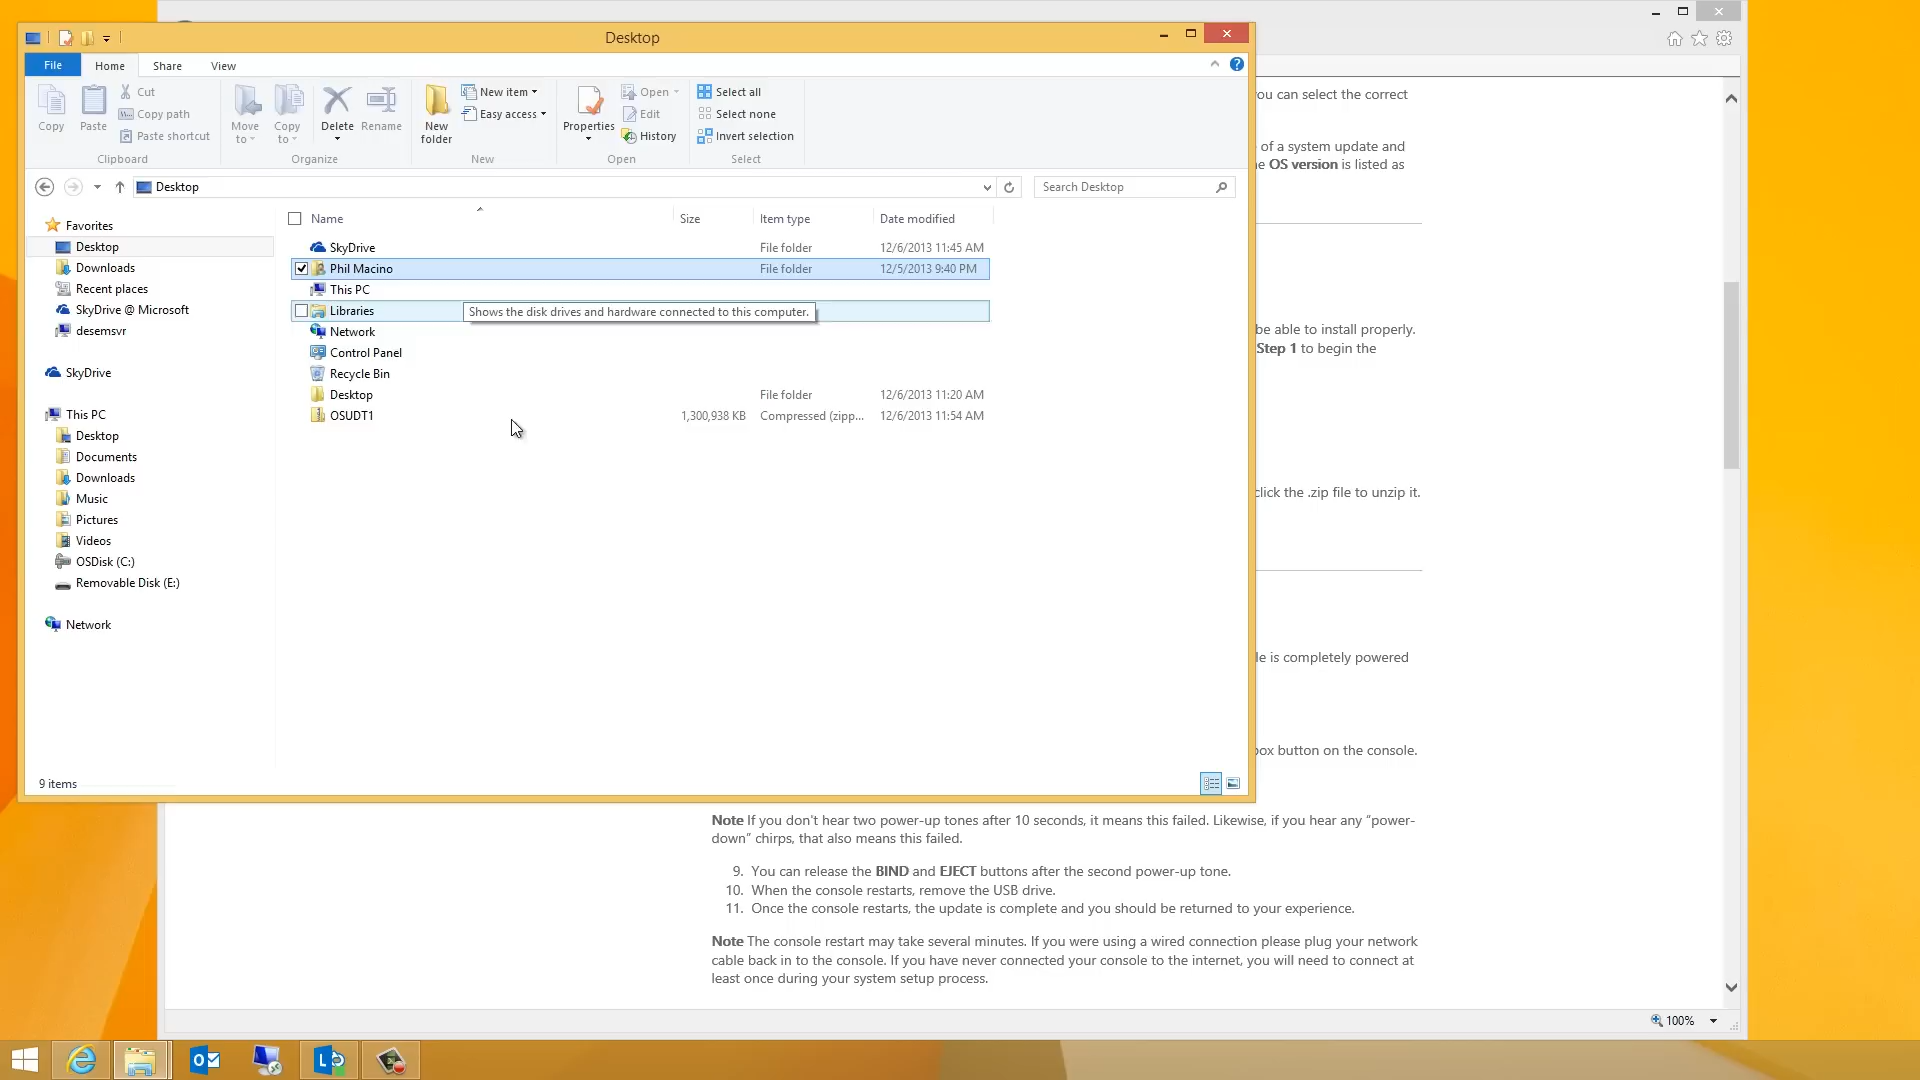 Desktop
File Home Share View
Copy
Paste
Cut
Copy path
Paste shortcut
Clipboard
Move to
Copy to
Delete
Rename
Organize
New folder
New item
Easy access
New
Properties
Open
Edit
History
Open
Select all
Select none
Invert selection
Select
Desktop
Search Desktop
Favorites
Desktop
Downloads
Recent places
SkyDrive @ Microsoft
desemsvr
SkyDrive
This PC
Desktop
Documents
Downloads
Music
Pictures
Videos
OSDisk (C:)
Removable Disk (E:)
Network
Name Size Item type Date modified
SkyDrive File folder 12/6/2013 11:45 AM
Phil Macino File folder 12/5/2013 9:40 PM
This PC
Libraries
Shows the disk drives and hardware connected to this computer.
Network
Control Panel
Recycle Bin
Desktop File folder 12/6/2013 11:20 AM
OSUDT1 1,300,938 KB Compressed (zipp... 12/6/2013 11:54 AM
9 items
you can select the correct
of a system update and
OS version is listed as
be able to install properly.
Step 1 to begin the
click the .zip file to unzip it.
is completely powered
button on the console.
Note If you don't hear two power-up tones after 10 seconds, it means this failed. Likewise, if you hear any “power-
down” chirps, that also means this failed.
9. You can release the BIND and EJECT buttons after the second power-up tone.
10. When the console restarts, remove the USB drive.
11. Once the console restarts, the update is complete and you should be returned to your experience.
Note The console restart may take several minutes. If you were using a wired connection please plug your network
cable back in to the console. If you have never connected your console to the internet, you will need to connect at
least once during your system setup process.
100%